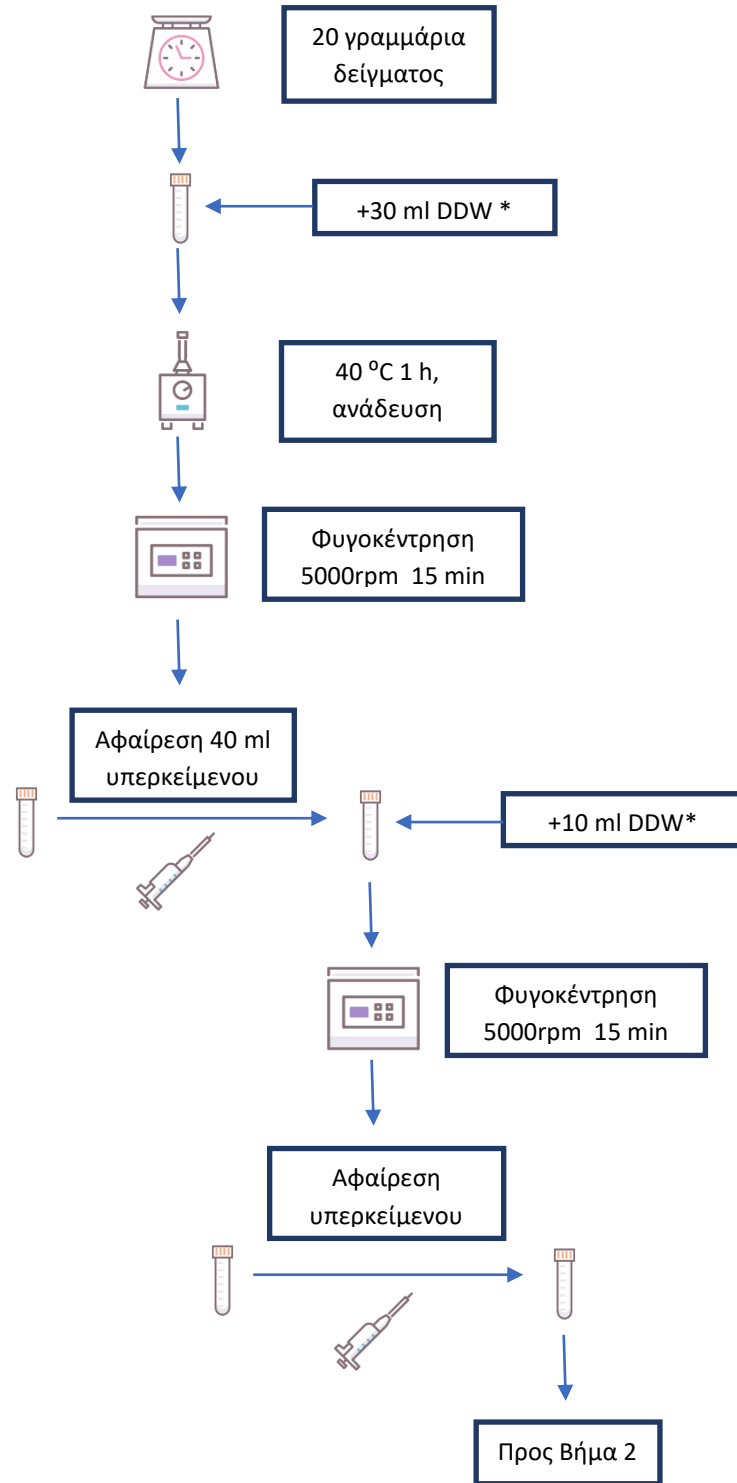 20 γραμμάρια
δείγματος
+30 ml DDW *
40 ⁰C 1 h,
ανάδευση
Φυγοκέντρηση
5000rpm 15 min
Αφαίρεση 40 ml
υπερκείμενου
+10 ml DDW*
Φυγοκέντρηση
5000rpm 15 min
Αφαίρεση
υπερκείμενου
Προς Βήμα 2